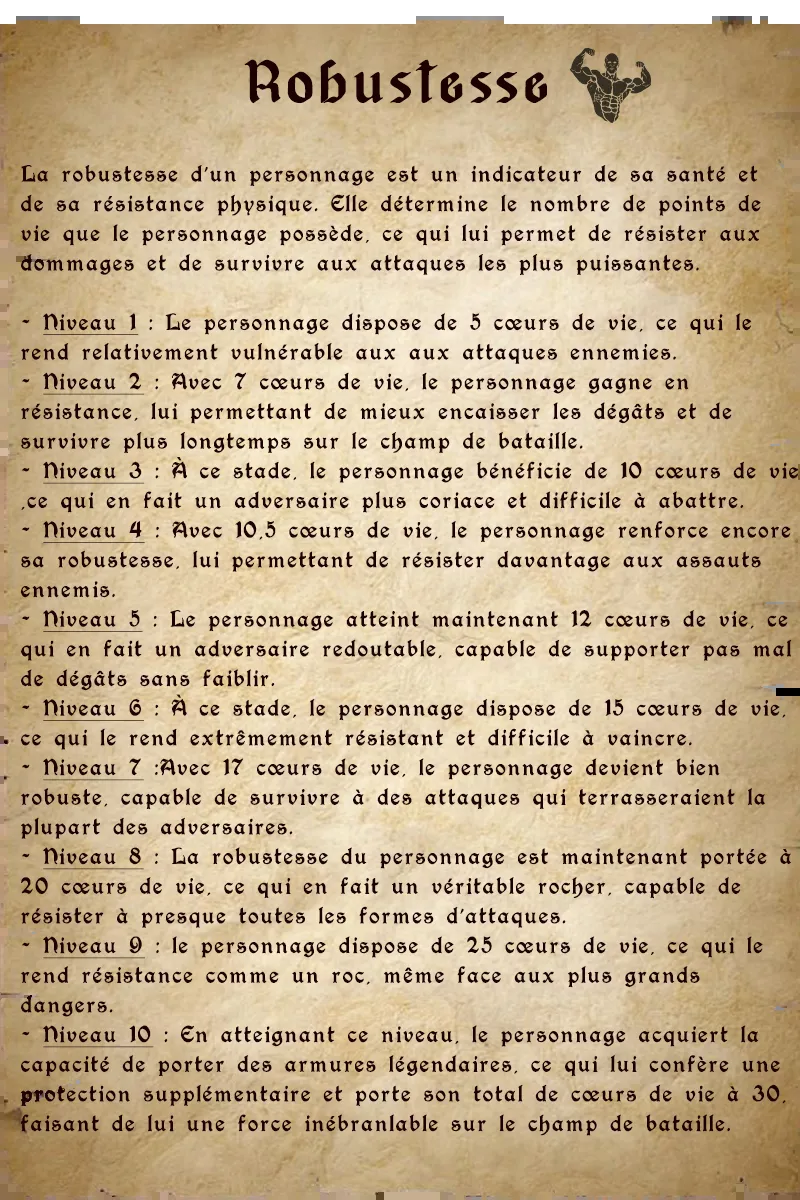 Robustesse
La robustesse d'un personnage est un indicateur de sa santé et
de sa résistance physique. Elle détermine le nombre de points de
vie que le personnage possède, ce qui lui permet de résister aux
dommages et de survivre aux attaques les plus puissantes.
- Niveau 1 : Le personnage dispose de 5 cœurs de vie, ce qui le
rend relativement vulnérable aux aux attaques ennemies.
- Niveau 2 : Avec 7 cœurs de vie, le personnage gagne en
résistance, lui permettant de mieux encaisser les dégâts et de
survivre plus longtemps sur le champ de bataille.
- Niveau 3 : À ce stade, le personnage bénéficie de 10 cœurs de vie
,ce qui en fait un adversaire plus coriace et difficile à abattre.
- Niveau 4 : Avec 10,5 cœurs de vie, le personnage renforce encore
sa robustesse, lui permettant de résister davantage aux assauts
ennemis.
- Niveau 5 : Le personnage atteint maintenant 12 cœurs de vie, ce
qui en fait un adversaire redoutable, capable de supporter pas mal
de dégâts sans faiblir.
- Niveau 6 : À ce stade, le personnage dispose de 15 cœurs de vie,
ce qui le rend extrêmement résistant et difficile à vaincre.
- Niveau 7 :Avec 17 cœurs de vie, le personnage devient bien
robuste, capable de survivre à des attaques qui terrasseraient la
plupart des adversaires.
- Niveau 8 : La robustesse du personnage est maintenant portée à
20 cœurs de vie, ce qui en fait un véritable rocher, capable de
résister à presque toutes les formes d'attaques.
- Niveau 9 : le personnage dispose de 25 cœurs de vie, ce qui le
rend résistance comme un roc, même face aux plus grands
dangers.
- Niveau 10 : En atteignant ce niveau, le personnage acquiert la
capacité de porter des armures légendaires, ce qui lui confère une
protection supplémentaire et porte son total de cœurs de vie à 30,
faisant de lui une force inébranlable sur le champ de bataille.